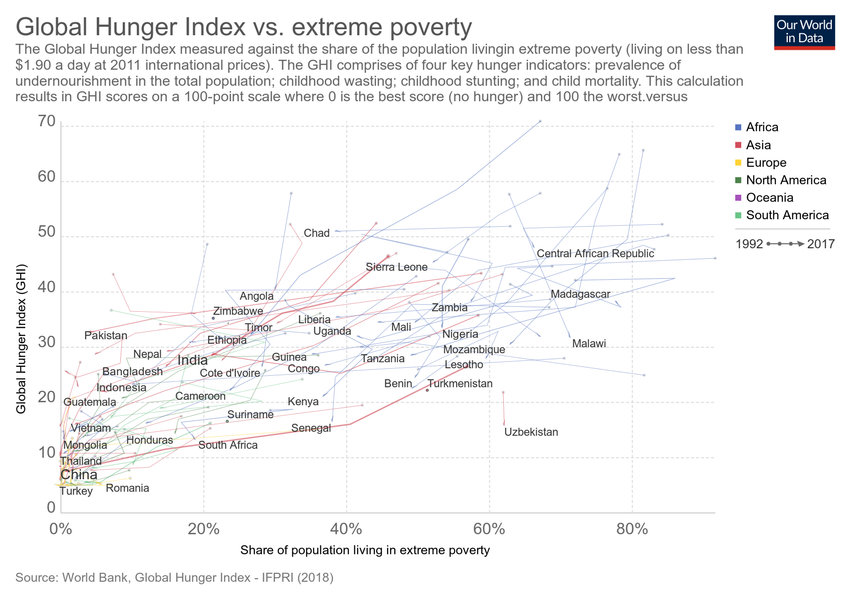 Global Hunger Index vs. extreme poverty
Our World
in Data
The Global Hunger Index measured against the share of the population livingin extreme poverty (living on less than
$1.90 a day at 2011 international prices). The GHI comprises of four key hunger indicators: prevalence of
undernourishment in the total population; childhood wasting; childhood stunting; and child mortality. This calculation
results in GHI scores on a 100-point scale where 0 is the best score (no hunger) and 100 the worst.versus
70
60
50
40
30
20
10
0
Global Hunger Index (GHI)
Chad
Central African Republic
Sierra Leone
Angola
Madagascar
Zimbabwe
Zambia
Liberia
Timor
Uganda
Mali
Pakistan
Ethiopia
Nigeria
Malawi
Nepal
India
Guinea
Tanzania
Mozambique
Bangladesh
Cote d'Ivoire
Congo
Lesotho
Indonesia
Benin
Turkmenistan
Guatemala
Cameroon
Kenya
Suriname
Vietnam
Senegal
Uzbekistan
Mongolia
Honduras
South Africa
Thailand
China
Turkey
Romania
0%
20%
40%
60%
80%
Share of population living in extreme poverty
Africa
Asia
Europe
North America
Oceania
South America
1992
2017
Source: World Bank, Global Hunger Index - IFPRI (2018)